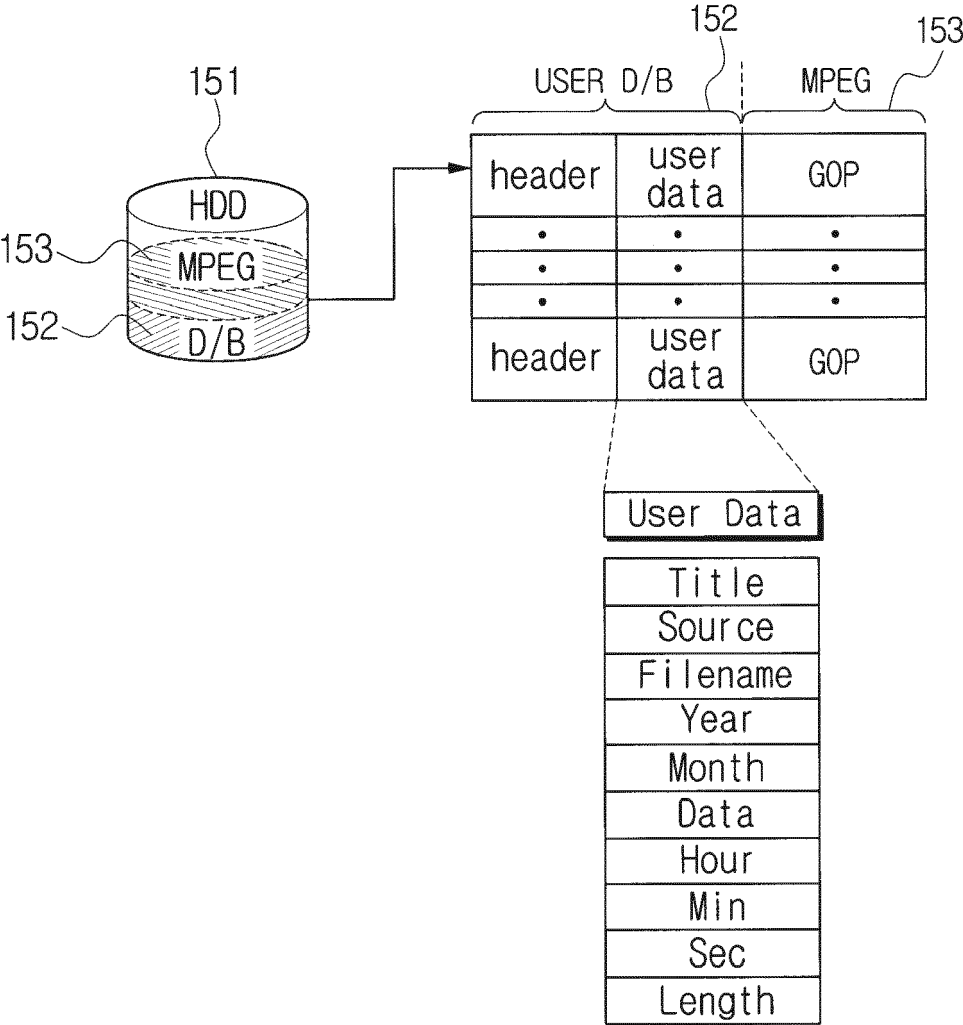 152
153
USER D/B
MPEG
151
header
user
data
GOP
HDD
153
MPEG
152
D/B
header
user
data
GOP
User Data
Title
Source
Filename
Year
Month
Data
Hour
Min
Sec
Length